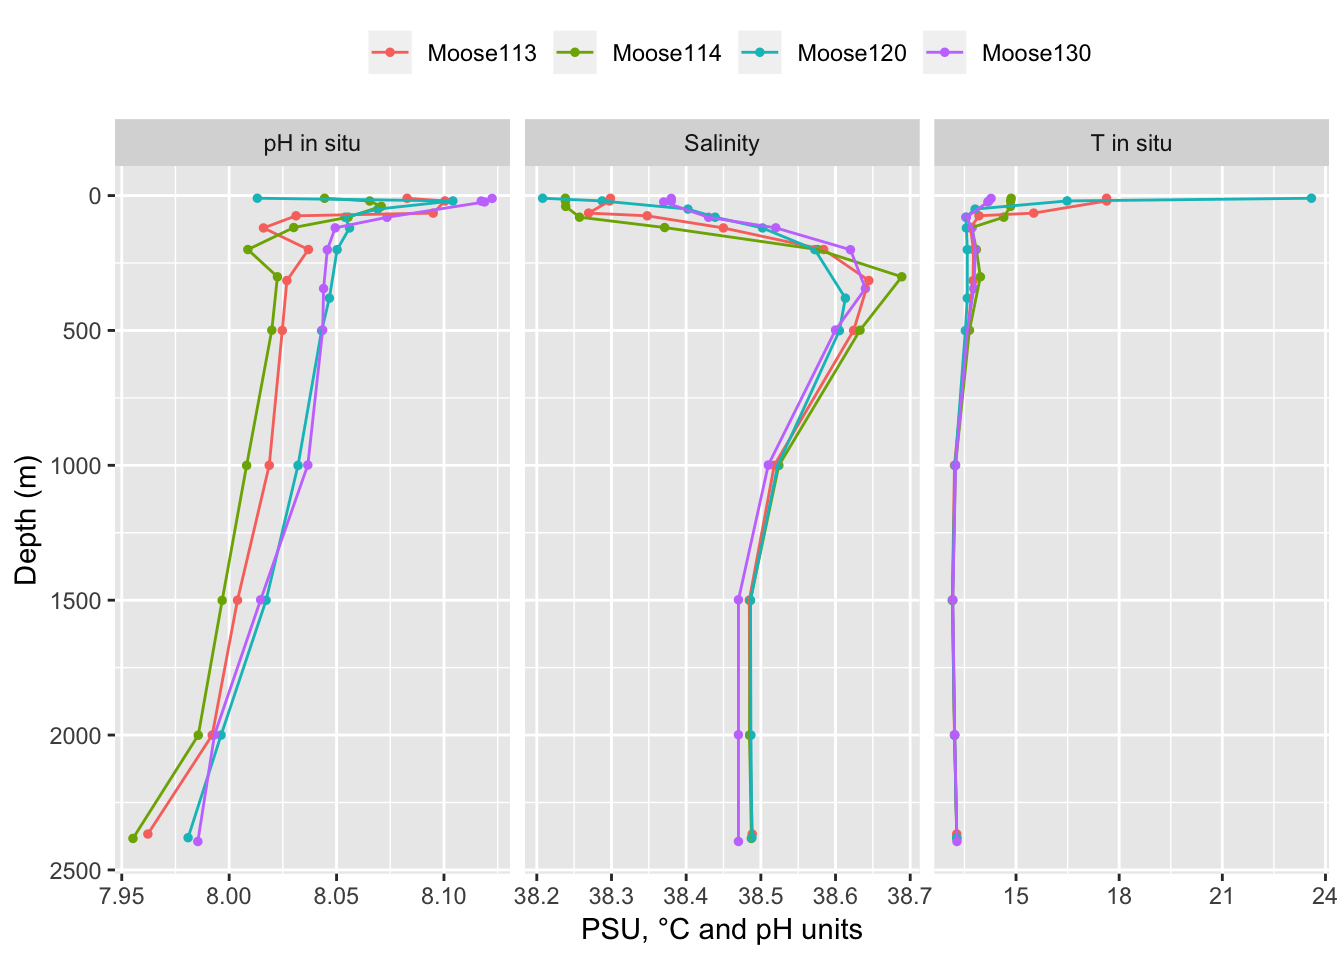 Moose113 Moose114 Moose120 Moose130
pH in situ Salinity T in situ
0
500
1000
1500
2000
2500
Depth (m)
7.95 8.00 8.05 8.10 38.2 38.3 38.4 38.5 38.6 38.7 15 18 21 24
PSU, °C and pH units